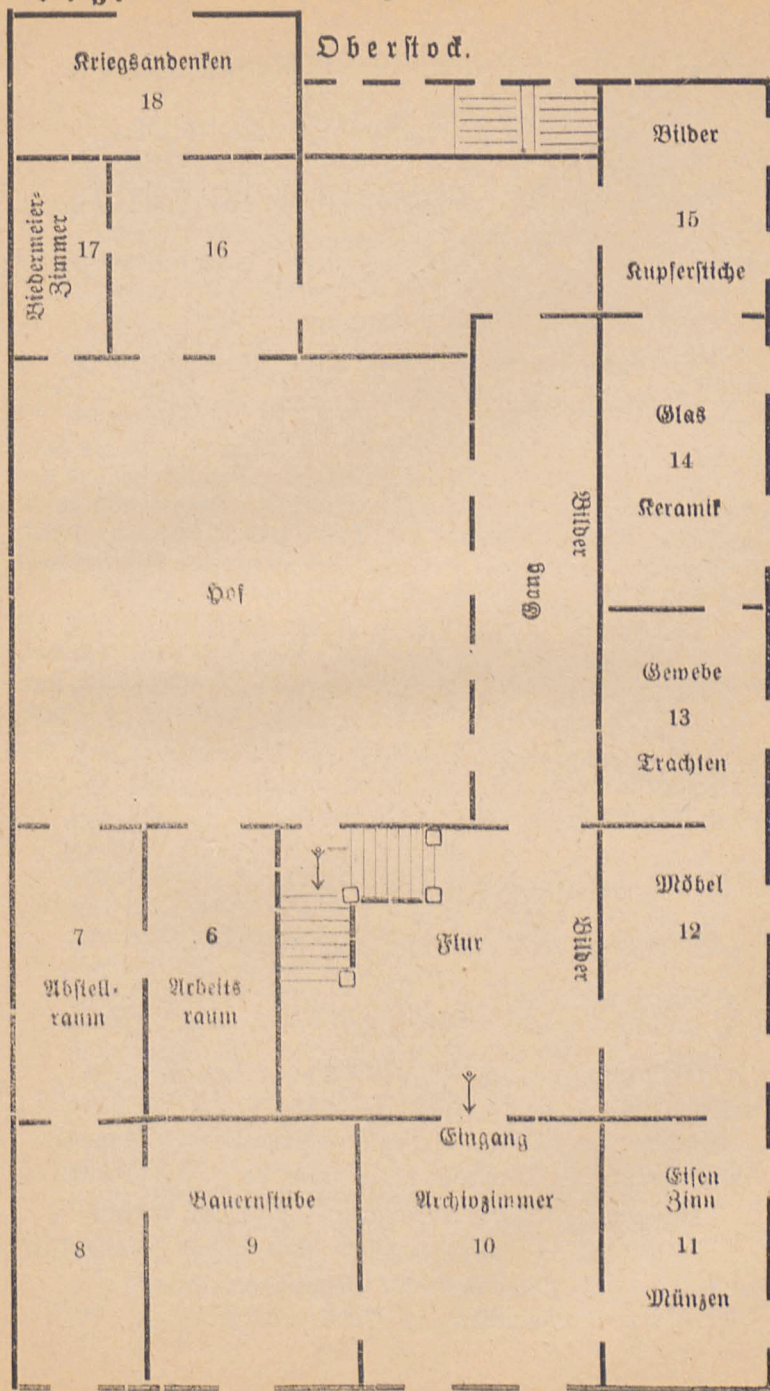 Oberstock.
Kriegsandenken
18
Bilder
15
Kupferstiche
Biedermeier-
Zimmer
17
16
Glas
14
Keramik
Bilder
Gang
Hof
Gewebe
13
Trachten
Möbel
12
7
Abstell-
raum
6
Arbeits
raum
Flur
Bilder
Eingang
8
Bauernstube
9
Archivzimmer
10
Eisen
Zinn
11
Münzen